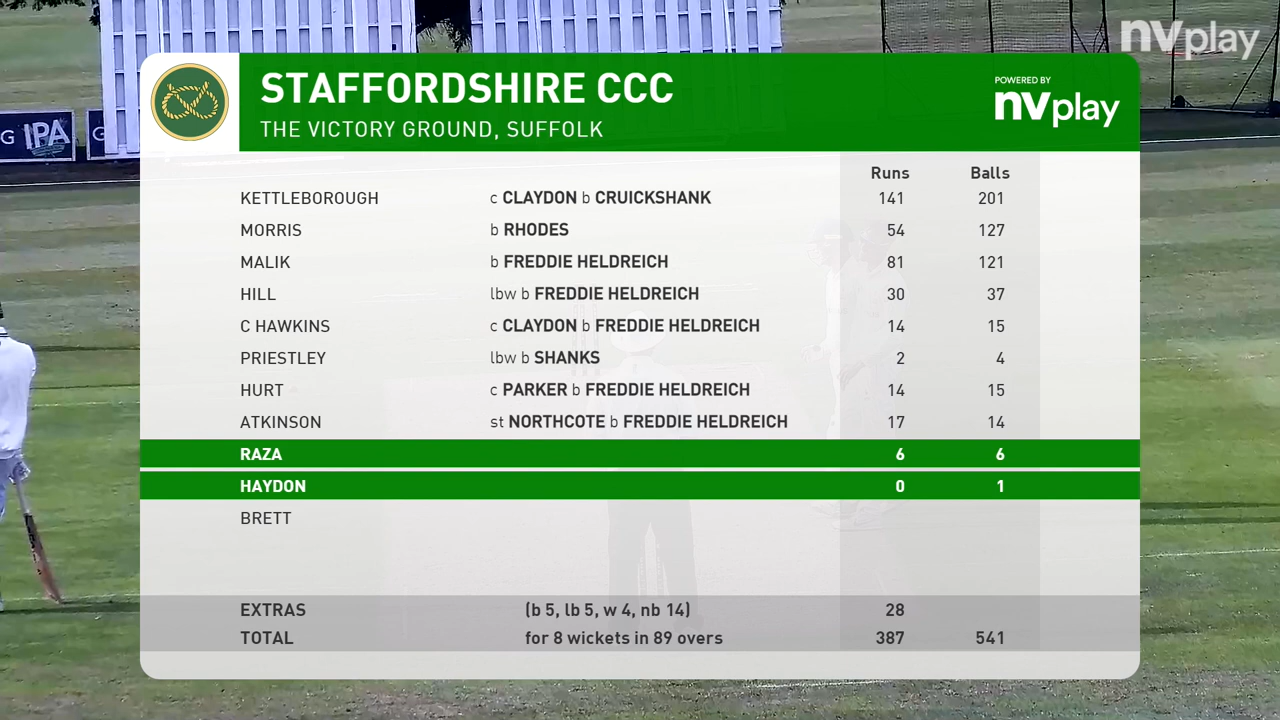 nvplay
STAFFORDSHIRE CCC
THE VICTORY GROUND, SUFFOLK
POWERED BY
nvplay
G IPA G
Runs Balls
KETTLEBOROUGH c CLAYDON b CRUICKSHANK 141 201
MORRIS b RHODES 54 127
MALIK b FREDDIE HELDREICH 81 121
HILL lbw b FREDDIE HELDREICH 30 37
C HAWKINS c CLAYDON b FREDDIE HELDREICH 14 15
PRIESTLEY lbw b SHANKS 2 4
HURT c PARKER b FREDDIE HELDREICH 14 15
ATKINSON st NORTHCOTE b FREDDIE HELDREICH 17 14
RAZA 6 6
HAYDON 0 1
BRETT
EXTRAS (b 5, lb 5, w 4, nb 14) 28
TOTAL for 8 wickets in 89 overs 387 541